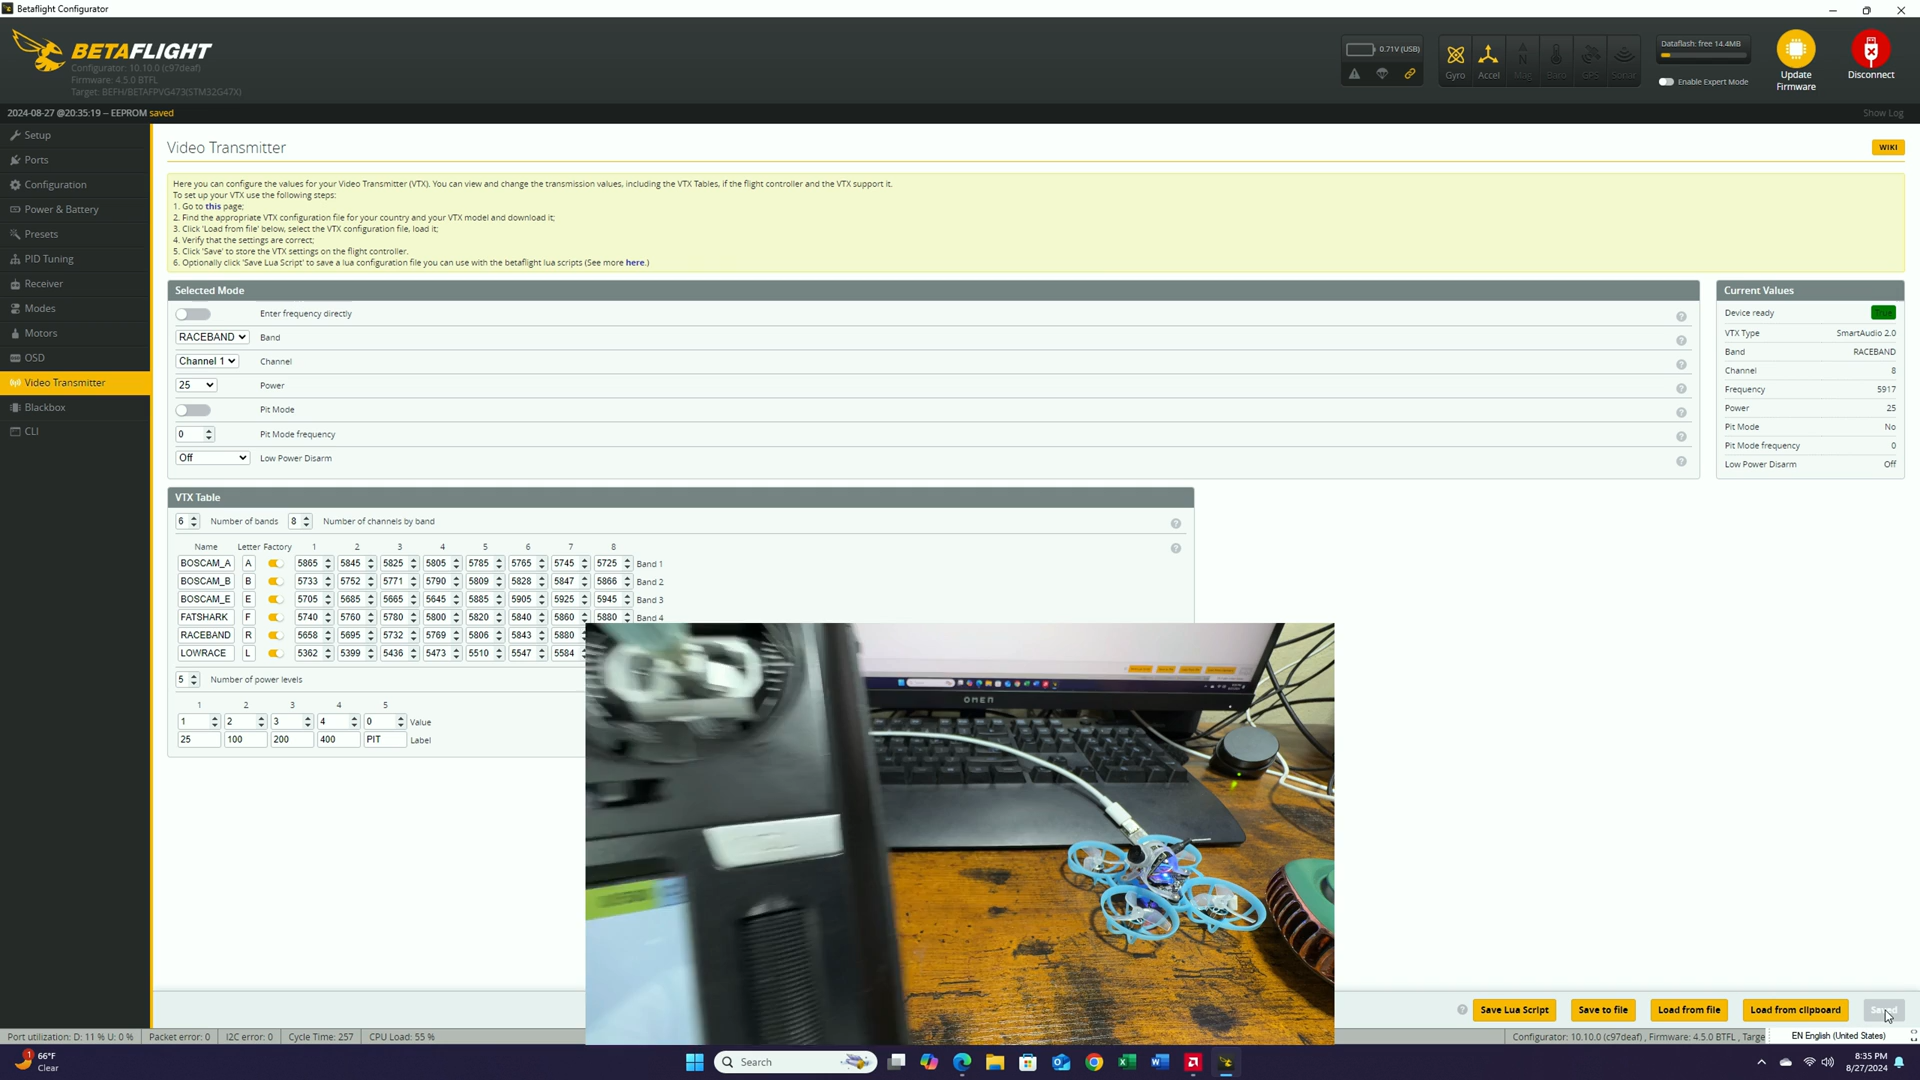 Betaflight Configurator
BETAFLIGHT
Configurator: 10.10.0 (c97deaf)
Firmware: 4.5.0 BTFL
Target: BEFH/BETAFPVG473(STM32G47X)
0.71V (USB)
Gyro
Accel
Mag
Baro
GPS
Sonar
Dataflash: free 14.4MB
Enable Expert Mode
Update
Firmware
Disconnect
2024-08-27 @20:35:19 -- EEPROM saved
Show Log
Setup
Ports
Configuration
Power & Battery
Presets
PID Tuning
Receiver
Modes
Motors
OSD
Video Transmitter
Blackbox
CLI
Video Transmitter
WIKI
Here you can configure the values for your Video Transmitter (VTX). You can view and change the transmission values, including the VTX Tables, if the flight controller and the VTX support it.
To set up your VTX use the following steps:
1. Go to this page;
2. Find the appropriate VTX configuration file for your country and your VTX model and download it;
3. Click 'Load from file' below, select the VTX configuration file, load it;
4. Verify that the settings are correct;
5. Click 'Save' to store the VTX settings on the flight controller.
6. Optionally click 'Save Lua Script' to save a lua configuration file you can use with the betaflight lua scripts (See more here.)
Selected Mode
Enter frequency directly
RACEBAND Band
Channel 1 Channel
25 Power
Pit Mode
0 Pit Mode frequency
Off Low Power Disarm
Current Values
Device ready True
VTX Type SmartAudio 2.0
Band RACEBAND
Channel 8
Frequency 5917
Power 25
Pit Mode No
Pit Mode frequency 0
Low Power Disarm Off
VTX Table
6 Number of bands 8 Number of channels by band
Name Letter Factory 1 2 3 4 5 6 7 8
BOSCAM_A A 5865 5845 5825 5805 5785 5765 5745 5725 Band 1
BOSCAM_B B 5733 5752 5771 5790 5809 5828 5847 5866 Band 2
BOSCAM_E E 5705 5685 5665 5645 5885 5905 5925 5945 Band 3
FATSHARK F 5740 5760 5780 5800 5820 5840 5860 5880 Band 4
RACEBAND R 5658 5695 5732 5769 5806 5843 5880
LOWRACE L 5362 5399 5436 5473 5510 5547 5584
5 Number of power levels
1 2 3 4 5
1 2 3 4 0 Value
25 100 200 400 PIT Label
omen
Save Lua Script
Save to file
Load from file
Load from clipboard
Saved
Port utilization: D: 11 % U: 0 %
Packet error: 0
I2C error: 0
Cycle Time: 257
CPU Load: 55 %
Configurator: 10.10.0 (c97deaf) , Firmware: 4.5.0 BTFL , Targe
EN English (United States)
1
66°F
Clear
Search
8:35 PM
8/27/2024